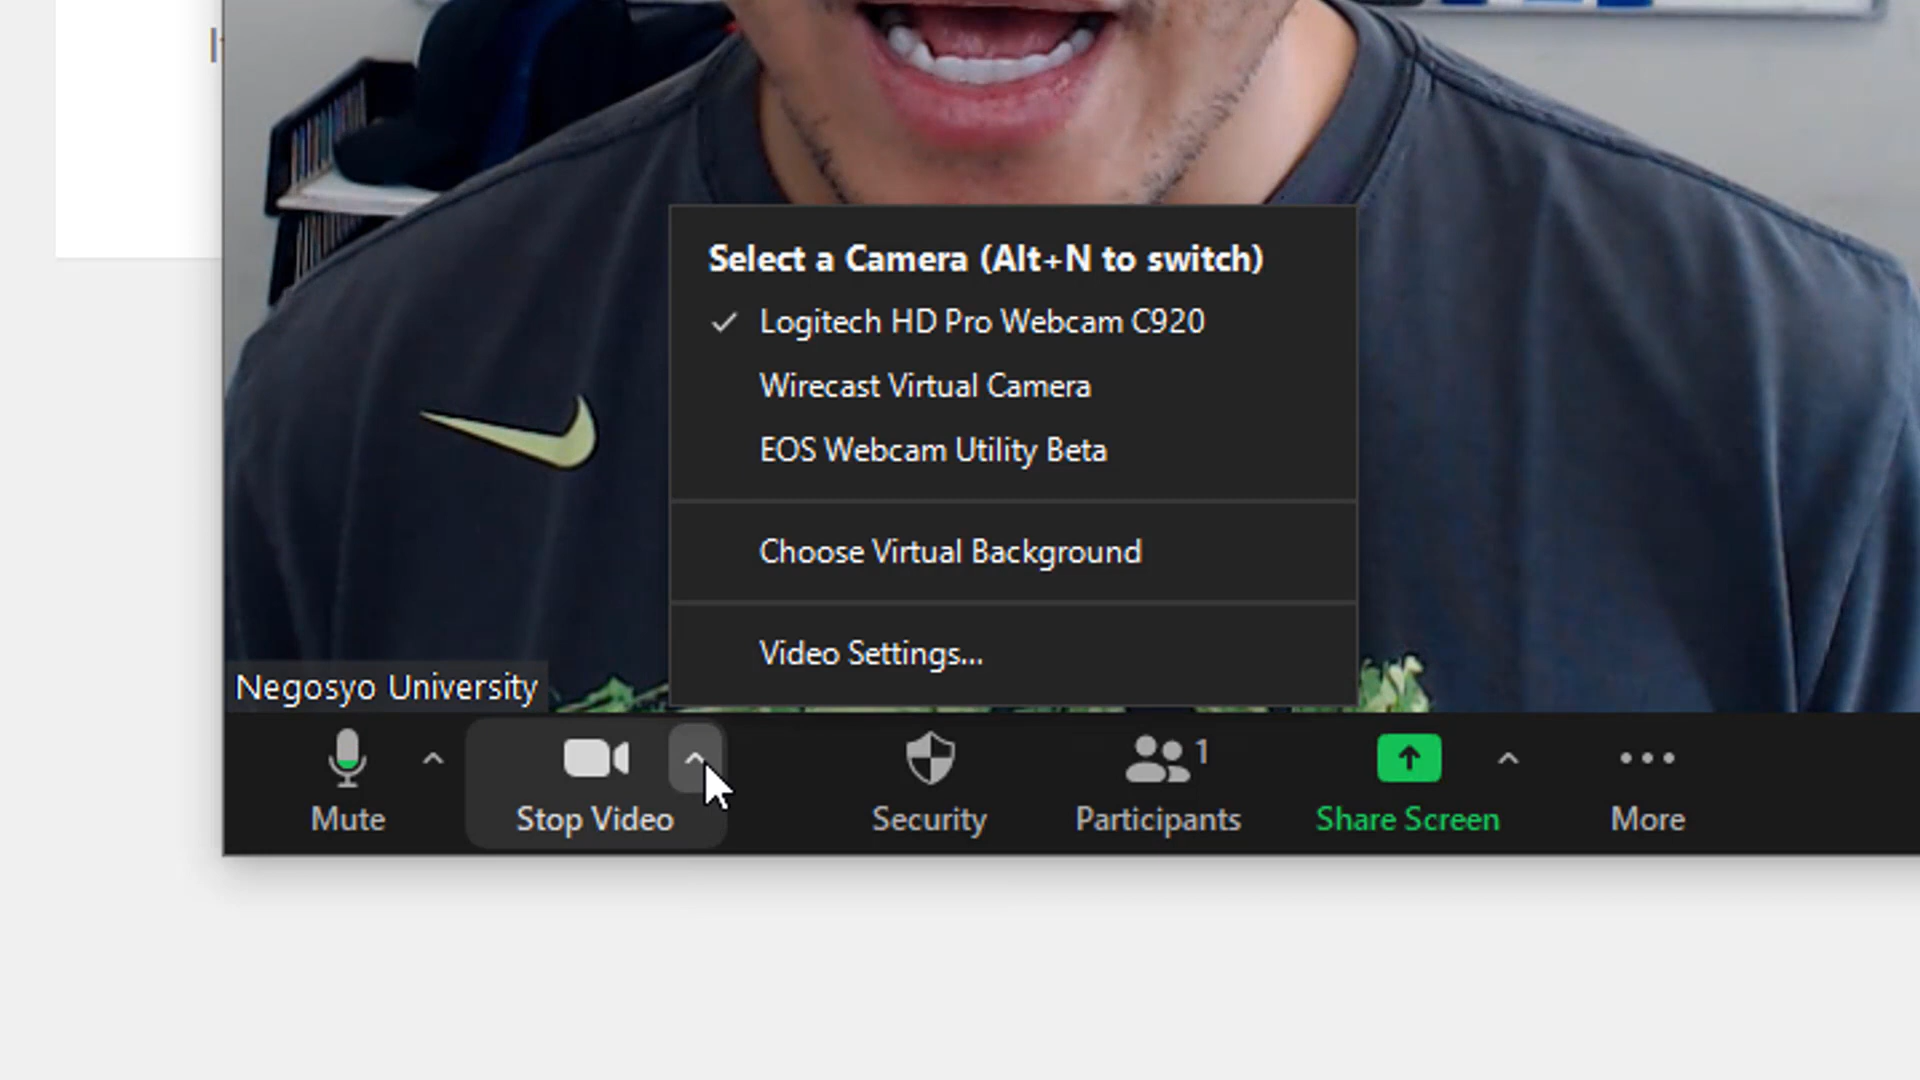 Select a Camera (Alt+N to switch)
Logitech HD Pro Webcam C920
Wirecast Virtual Camera
EOS Webcam Utility Beta
Choose Virtual Background
Video Settings...
Negosyo University
1
Mute
Stop Video
Security
Participants
Share Screen
More